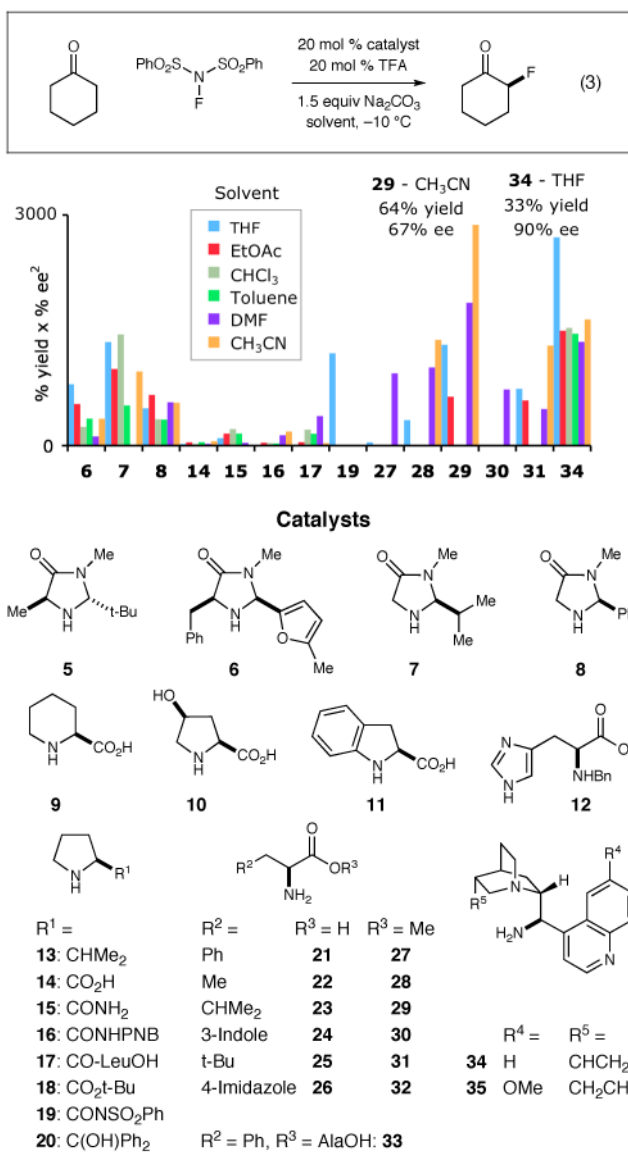 O
PhO₂S SO₂Ph
N
F
20 mol % catalyst
20 mol % TFA
1.5 equiv Na₂CO₃
solvent, –10 °C
O
F
(3)
3000
% yield x % ee²
0
Solvent
THF
EtOAc
CHCl₃
Toluene
DMF
CH₃CN
29 - CH₃CN
64% yield
67% ee
34 - THF
33% yield
90% ee
6 7 8 14 15 16 17 19 27 28 29 30 31 34
Catalysts
O Me
N
Me N t-Bu
H
5
O Me
N
N
H O
Ph
Me
6
O Me
N
N Me
H
Me
7
O Me
N
N
H
8
N CO₂H
H
9
HO
N CO₂H
H
10
N CO₂H
H
11
N O
N NHBn
H
12
N R¹
H
R¹ =
13: CHMe₂
14: CO₂H
15: CONH₂
16: CONHPNB
17: CO-LeuOH
18: CO₂t-Bu
19: CONSO₂Ph
20: C(OH)Ph₂
O
R² OR³
NH₂
R² = R³ = H R³ = Me
Ph 21 27
Me 22 28
CHMe₂ 23 29
3-Indole 24 30
t-Bu 25 31
4-Imidazole 26 32
R² = Ph, R³ = AlaOH: 33
R⁴
N H
R⁵
H₂N
N
R⁴ = R⁵ =
34 H
35 OMe